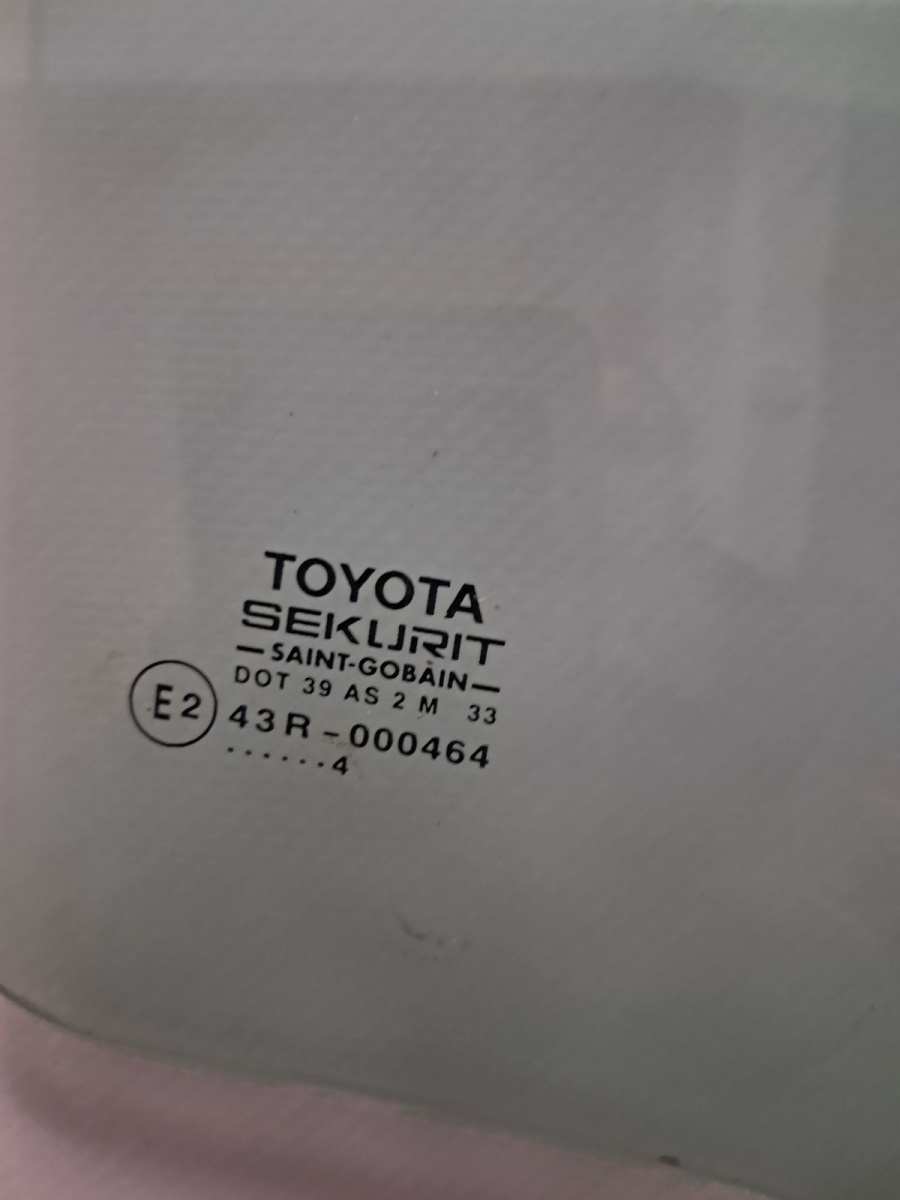 TOYOTA
SEKURIT
—SAINT-GOBAIN—
DOT 39 AS 2 M 33
E2 43R-000464
......4